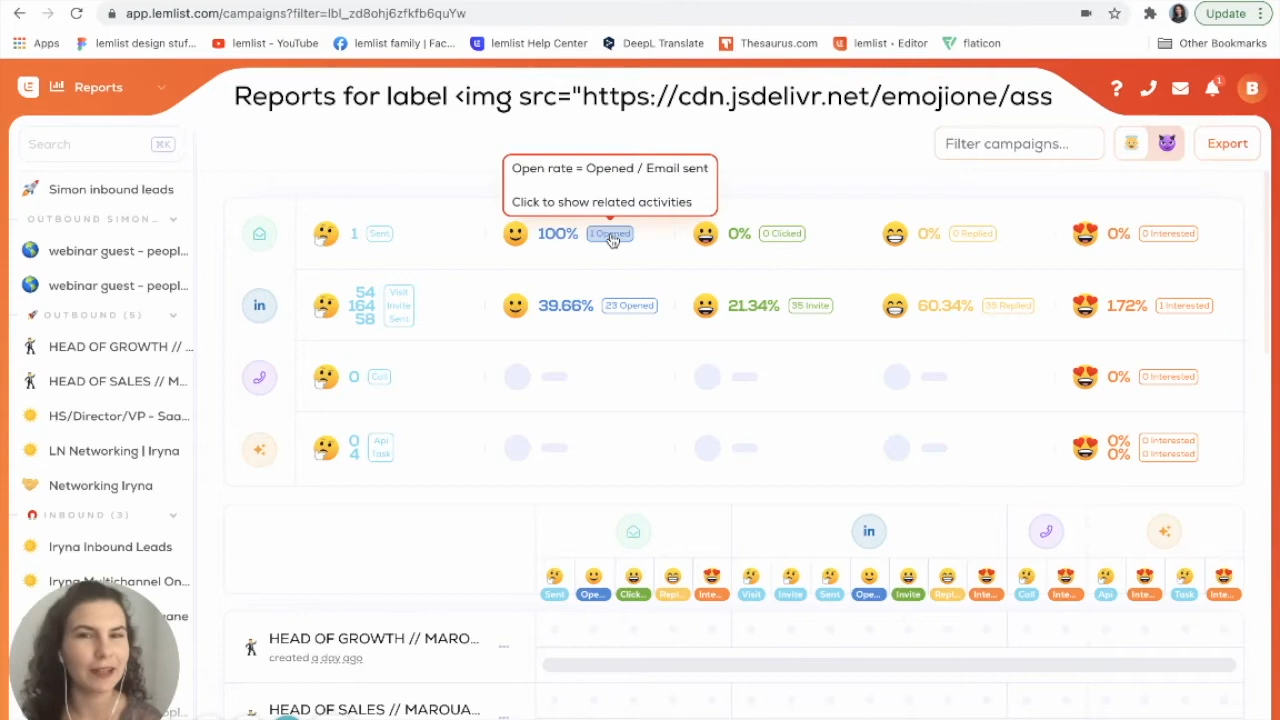 app.lemlist.com/campaigns?filter=lbl_zd8ohj6zfkfb6quYw
Update
Apps
lemlist design stuf...
lemlist - YouTube
lemlist family | Fac...
lemlist Help Center
DeepL Translate
Thesaurus.com
lemlist • Editor
flaticon
Other Bookmarks
Reports
Reports for label <img src="https://cdn.jsdelivr.net/emojione/ass
?
1
B
Search
⌘K
Filter campaigns...
Export
Simon inbound leads
OUTBOUND SIMON...
webinar guest - peopl...
webinar guest - peopl...
OUTBOUND (5)
HEAD OF GROWTH // ...
HEAD OF SALES // M...
HS/Director/VP - Saa...
LN Networking | Iryna
Networking Iryna
INBOUND (3)
Iryna Inbound Leads
Iryna Multichannel On...
Open rate = Opened / Email sent
Click to show related activities
1 Sent
100% 1 Opened
0% 0 Clicked
0% 0 Replied
0% 0 Interested
in
54 Visit
164 Invite
58 Sent
39.66% 23 Opened
21.34% 35 Invite
60.34% 35 Replied
1.72% 1 Interested
0 Call
0% 0 Interested
0 Api
4 Task
0% 0 Interested
0% 0 Interested
in
Sent Ope... Click... Repl... Inte... Visit Invite Sent Ope... Invite Repl... Inte... Call Inte... Api Inte... Task Inte...
HEAD OF GROWTH // MARO...
created a day ago
...
HEAD OF SALES // MAROUA...
...